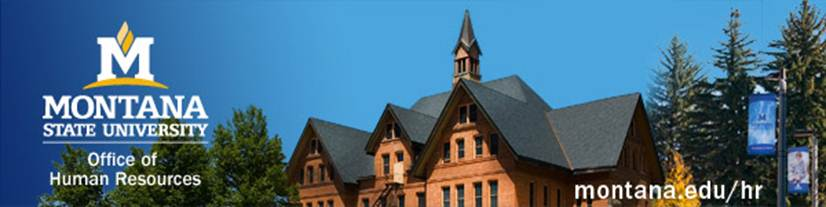 M
MONTANA
STATE UNIVERSITY
Office of
Human Resources
montana.edu/hr
M